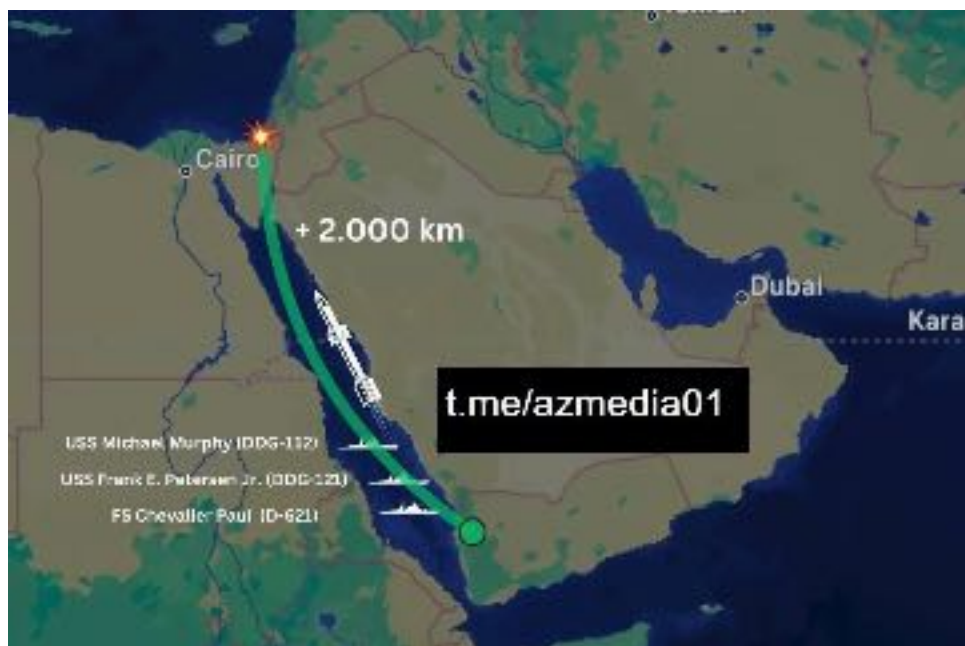 Cairo
+ 2.000 km
Dubai
Kara
t.me/azmedia01
USS Michael Murphy (DDG-112)
USS Frank E. Petersen Jr. (DDG-121)
FS Chevalier Paul (D-621)